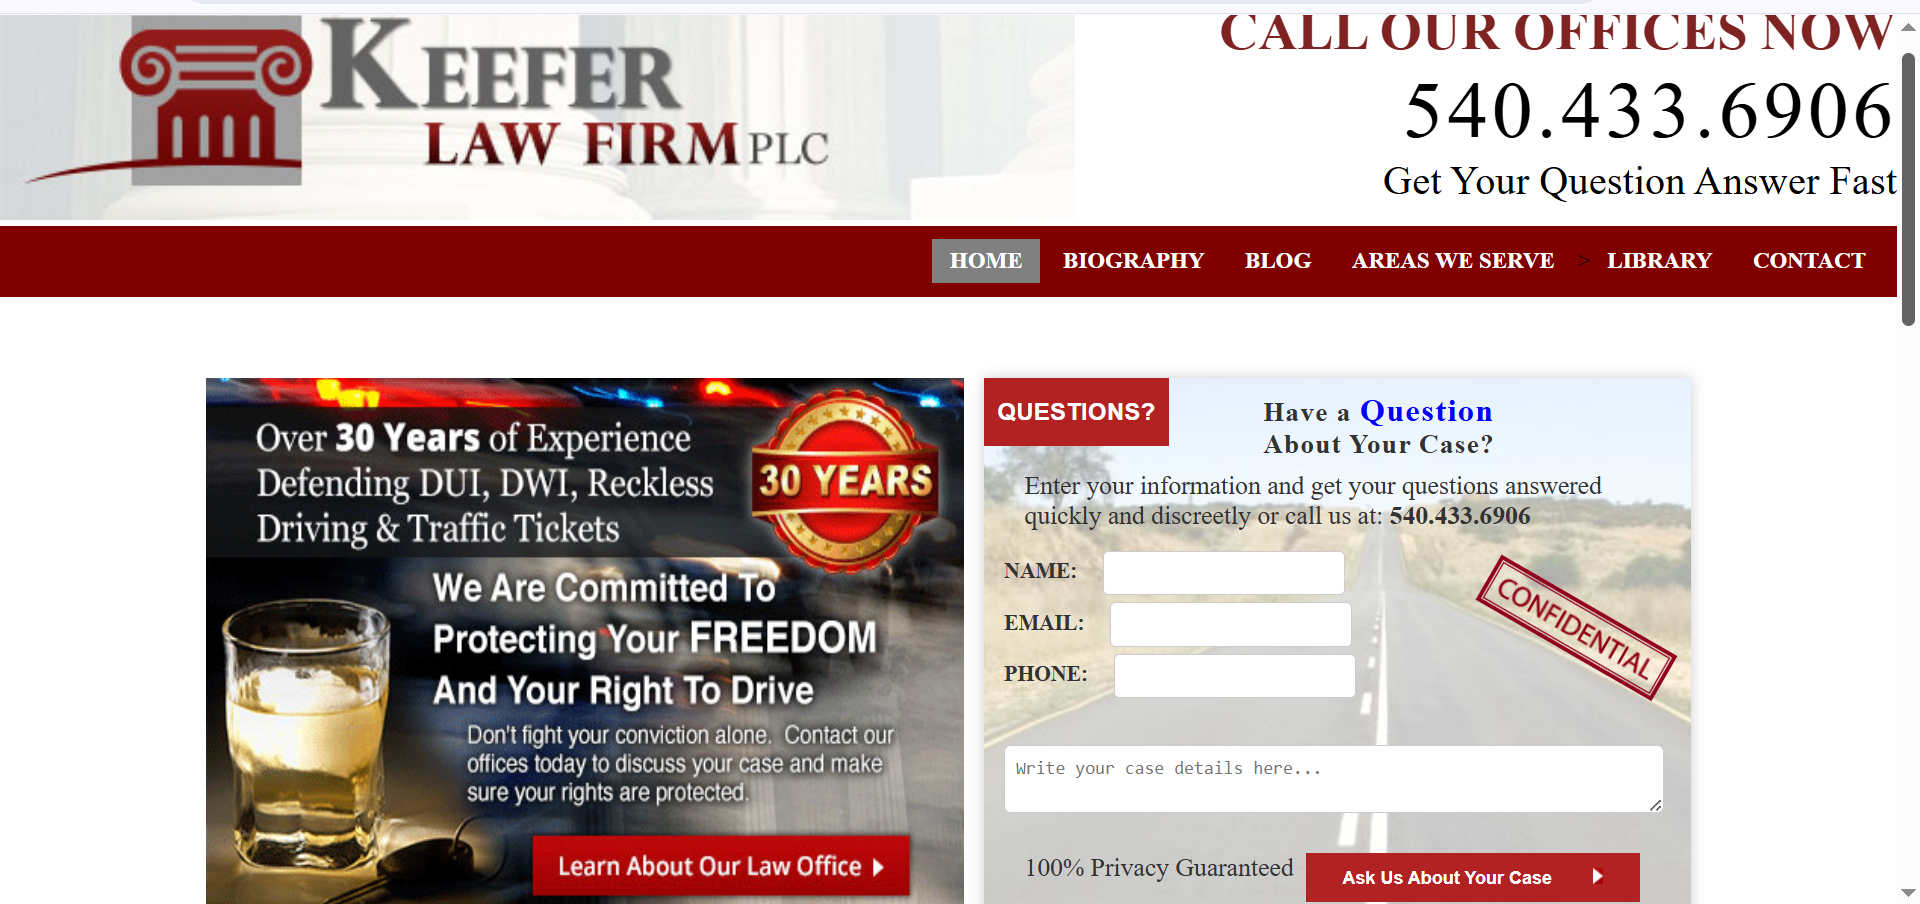 KEEFER
LAW FIRM PLC
CALL OUR OFFICES NOW
540.433.6906
Get Your Question Answer Fast
HOME BIOGRAPHY BLOG AREAS WE SERVE > LIBRARY CONTACT
Over 30 Years of Experience
Defending DUI, DWI, Reckless
Driving & Traffic Tickets
30 YEARS
We Are Committed To
Protecting Your FREEDOM
And Your Right To Drive
Don't fight your conviction alone. Contact our
offices today to discuss your case and make
sure your rights are protected.
Learn About Our Law Office
QUESTIONS?
Have a Question
About Your Case?
Enter your information and get your questions answered
quickly and discreetly or call us at: 540.433.6906
NAME:
EMAIL:
PHONE:
CONFIDENTIAL
Write your case details here...
100% Privacy Guaranteed
Ask Us About Your Case